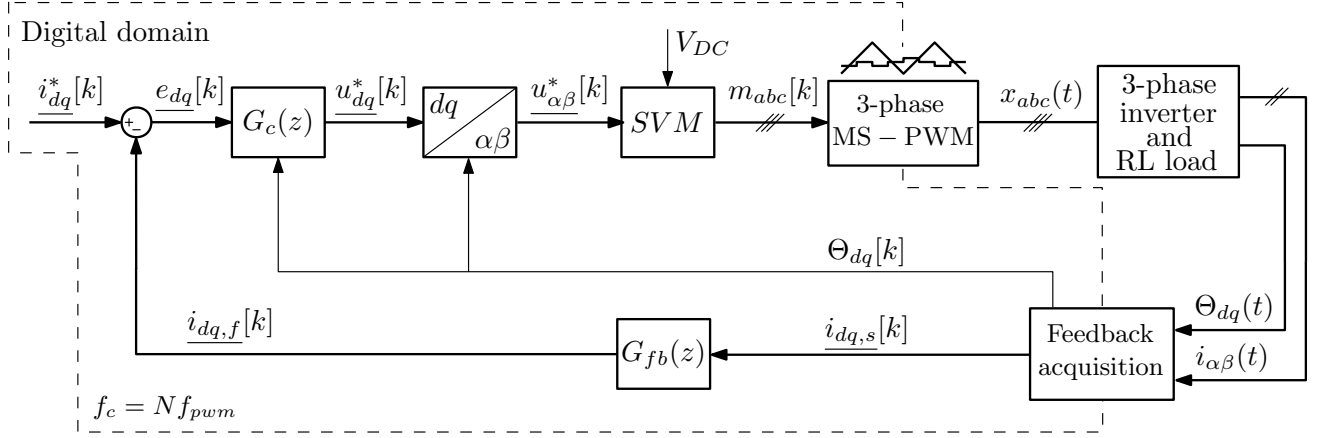 Digital domain
i*dq[k]
edq[k]
u*dq[k]
u*αβ[k]
VDC
mabc[k]
xabc(t)
+
−
Gc(z)
dq
αβ
SVM
3-phase
MS − PWM
3-phase
inverter
and
RL load
Θdq[k]
idq,f[k]
Gfb(z)
idq,s[k]
Feedback
acquisition
Θdq(t)
iαβ(t)
fc = Nfpwm